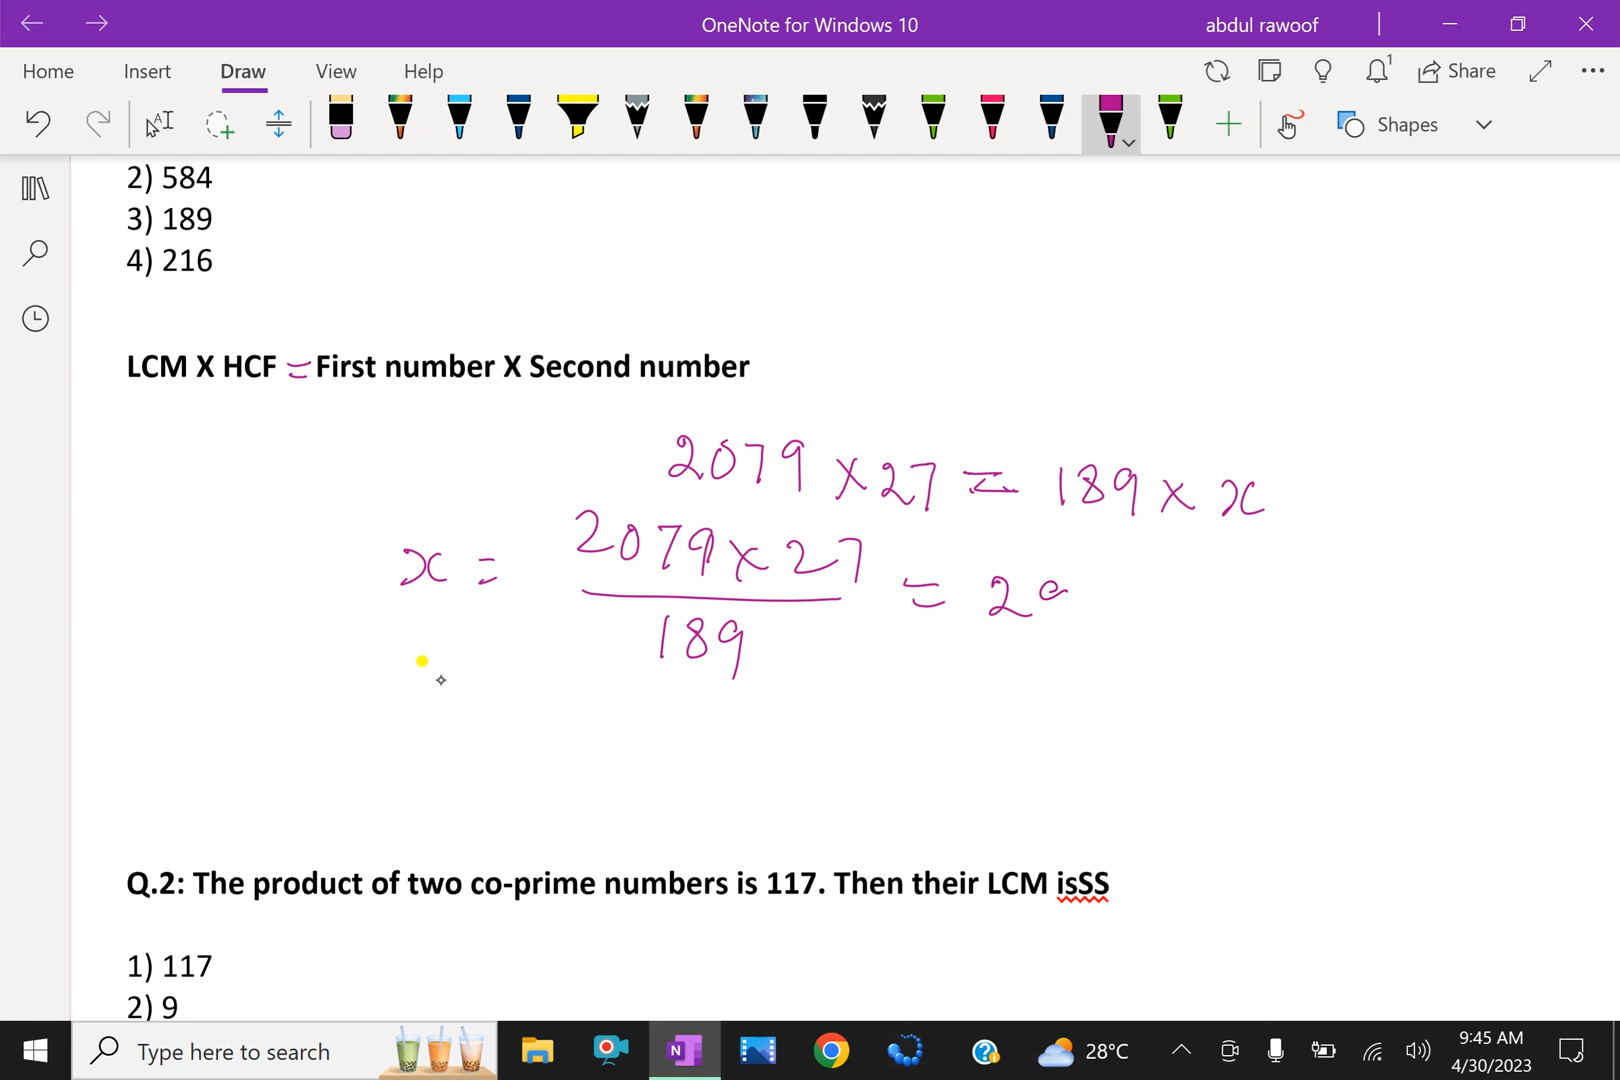 OneNote for Windows 10 abdul rawoof
Home Insert Draw View Help 1 Share
Shapes
2) 584
3) 189
4) 216
LCM X HCF = First number X Second number
2079 × 27 = 189 × x
x = 2079 × 27 / 189 = 2
Q.2: The product of two co-prime numbers is 117. Then their LCM isSS
1) 117
2) 9
Type here to search 28°C 9:45 AM
4/30/2023